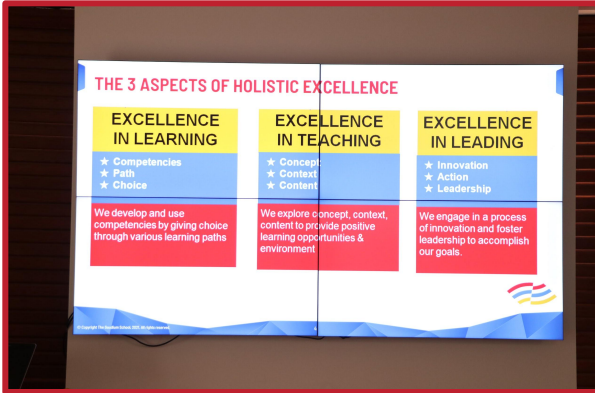 THE 3 ASPECTS OF HOLISTIC EXCELLENCE
EXCELLENCE
IN LEARNING
★ Competencies
★ Path
★ Choice
We develop and use
competencies by giving choice
through various learning paths
EXCELLENCE
IN TEACHING
★ Concept
★ Context
★ Content
We explore concept, context,
content to provide positive
learning opportunities &
environment
EXCELLENCE
IN LEADING
★ Innovation
★ Action
★ Leadership
We engage in a process
of innovation and foster
leadership to accomplish
our goals.